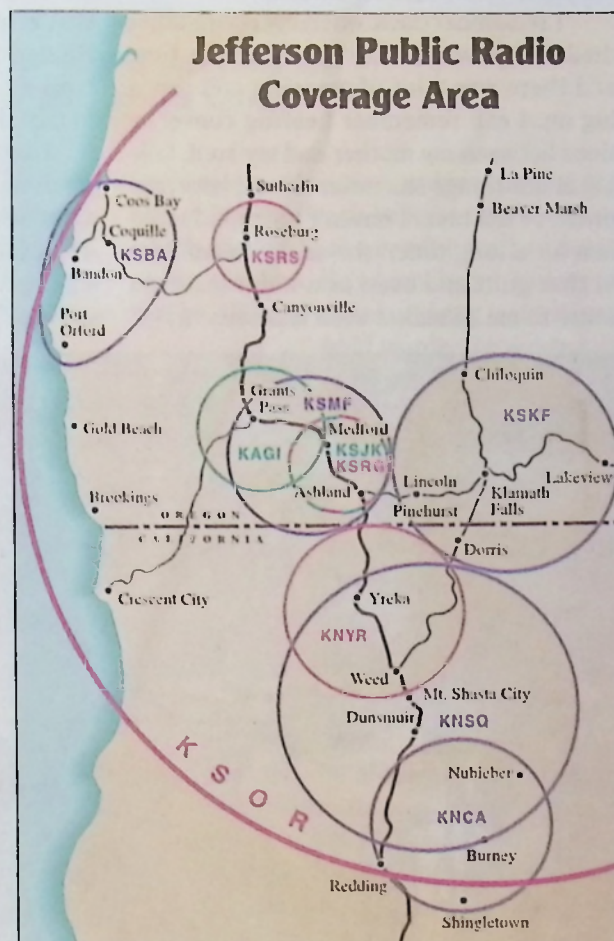 Jefferson Public Radio
Coverage Area
Sutherlin
La Pine
Beaver Marsh
Coos Bay
Coquille
KSBA
Bandon
Roseburg
KSRS
Port
Orford
Canyonville
Chiloquin
Grants
Pass
KSMF
KSKF
Gold Beach
Medford
KAGI
KSJK
KSRG
Lakeview
Ashland
Lincoln
Pinehurst
Klamath
Falls
Brookings
OREGON
CALIFORNIA
Dorris
Crescent City
Yreka
KNYR
Weed
Mt. Shasta City
Dunsmuir
KNSQ
KSOR
Nubieber
KNCA
Burney
Redding
Shingletown